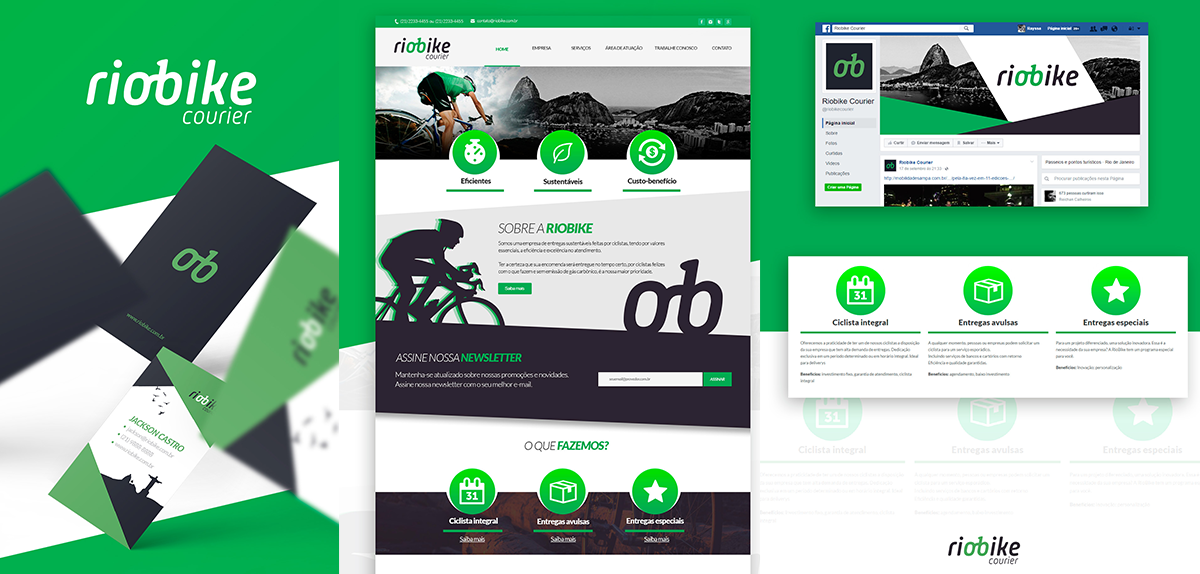 riobike
courier
ob
www.riobike.com.br
riobike
JACKSON CASTRO
jackson@riobike.com.br
www.riobike.com.br
(21) 2233-4455 ou (21) 2233-4455
contato@riobike.com.br
riobike
courier
HOME
EMPRESA
SERVIÇOS
ÁREA DE ATUAÇÃO
TRABALHE CONOSCO
CONTATO
Eficientes
Sustentáveis
Custo-benefício
SOBRE A RIOBIKE
Somos uma empresa de entregas sustentáveis feitas por ciclistas, tendo por valores
essenciais, a eficiência e excelência no atendimento.
Ter a certeza que sua encomenda será entregue no tempo certo, por ciclistas felizes
com o que fazem e sem emissão de gás carbônico, é a nossa maior prioridade.
Saiba mais
ob
ASSINE NOSSA NEWSLETTER
Mantenha-se atualizado sobre nossas promoções e novidades.
Assine nossa newsletter com o seu melhor e-mail.
ASSINAR
O QUE FAZEMOS?
31
Ciclista integral
Saiba mais
Entregas avulsas
Saiba mais
Entregas especiais
Saiba mais
Riobike Courier
Rayssa
Página inicial
ob
riobike
Riobike Courier
@riobikecourier
Página inicial
Sobre
Fotos
Curtidas
Vídeos
Publicações
Criar uma Página
Curtir
Enviar mensagem
Salvar
Mais
Riobike Courier
Passeios e pontos turísticos · Rio de Janeiro
Procurar publicações nesta Página
31
Ciclista integral
Oferecemos a praticidade de ter um de nossos ciclistas a disposição
da sua empresa que tem alta demanda de entregas. Dedicação
exclusiva em um período determinado ou em horário integral. Ideal
para delivery.
Benefícios: investimento fixo, garantia de atendimento, ciclista
integral
Entregas avulsas
A qualquer momento, pessoas ou empresas podem solicitar um
ciclista para um serviço esporádico.
Incluindo serviços de bancos e cartórios com retorno.
Eficiência e qualidade garantidas.
Benefícios: agendamento, baixo investimento
Entregas especiais
Para um projeto diferenciado, uma solução inovadora. Essa é a
necessidade da sua empresa? A RioBike tem um programa especial
para você.
Benefícios: Inovação, personalização
31
Ciclista integral
Entregas avulsas
Entregas especiais
riobike
courier